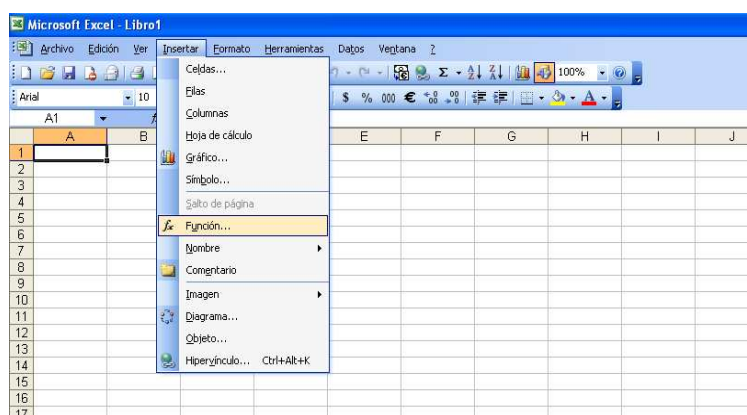 Microsoft Excel - Libro1
Archivo Edición Ver Insertar Formato Herramientas Datos Ventana ?
Σ 100%
Arial 10 $ % 000 €
A1
A B E F G H I J
Celdas...
Filas
Columnas
Hoja de cálculo
Gráfico...
Símbolo...
Salto de página
fx Función...
Nombre
Comentario
Imagen
Diagrama...
Objeto...
Hipervínculo... Ctrl+Alt+K
1
2
3
4
5
6
7
8
9
10
11
12
13
14
15
16
17